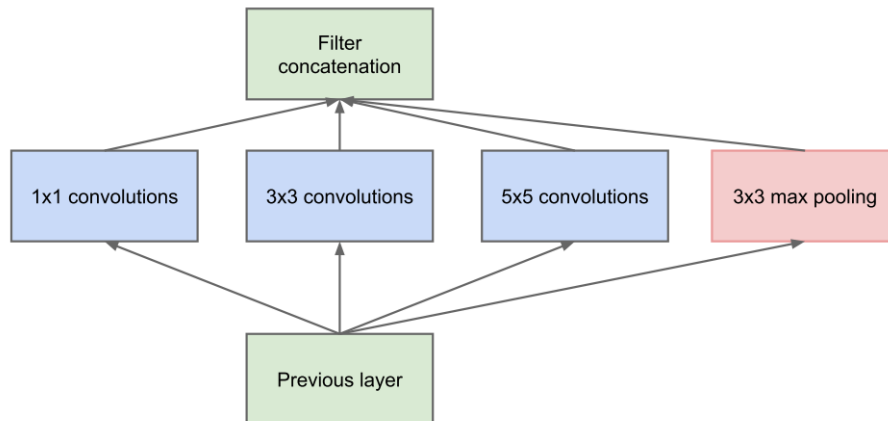 Filter
concatenation
1x1 convolutions
3x3 convolutions
5x5 convolutions
3x3 max pooling
Previous layer